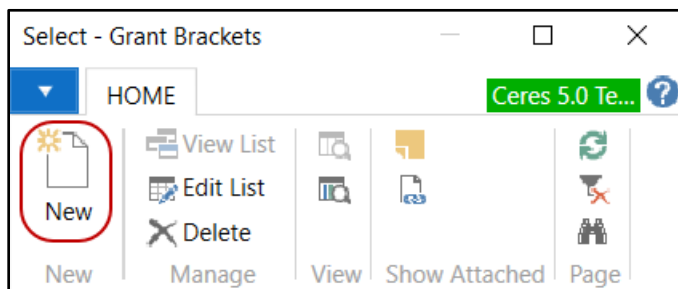 Select - Grant Brackets
HOME
Ceres 5.0 Te...
?
View List
Edit List
New
Delete
New
Manage
View
Show Attached
Page